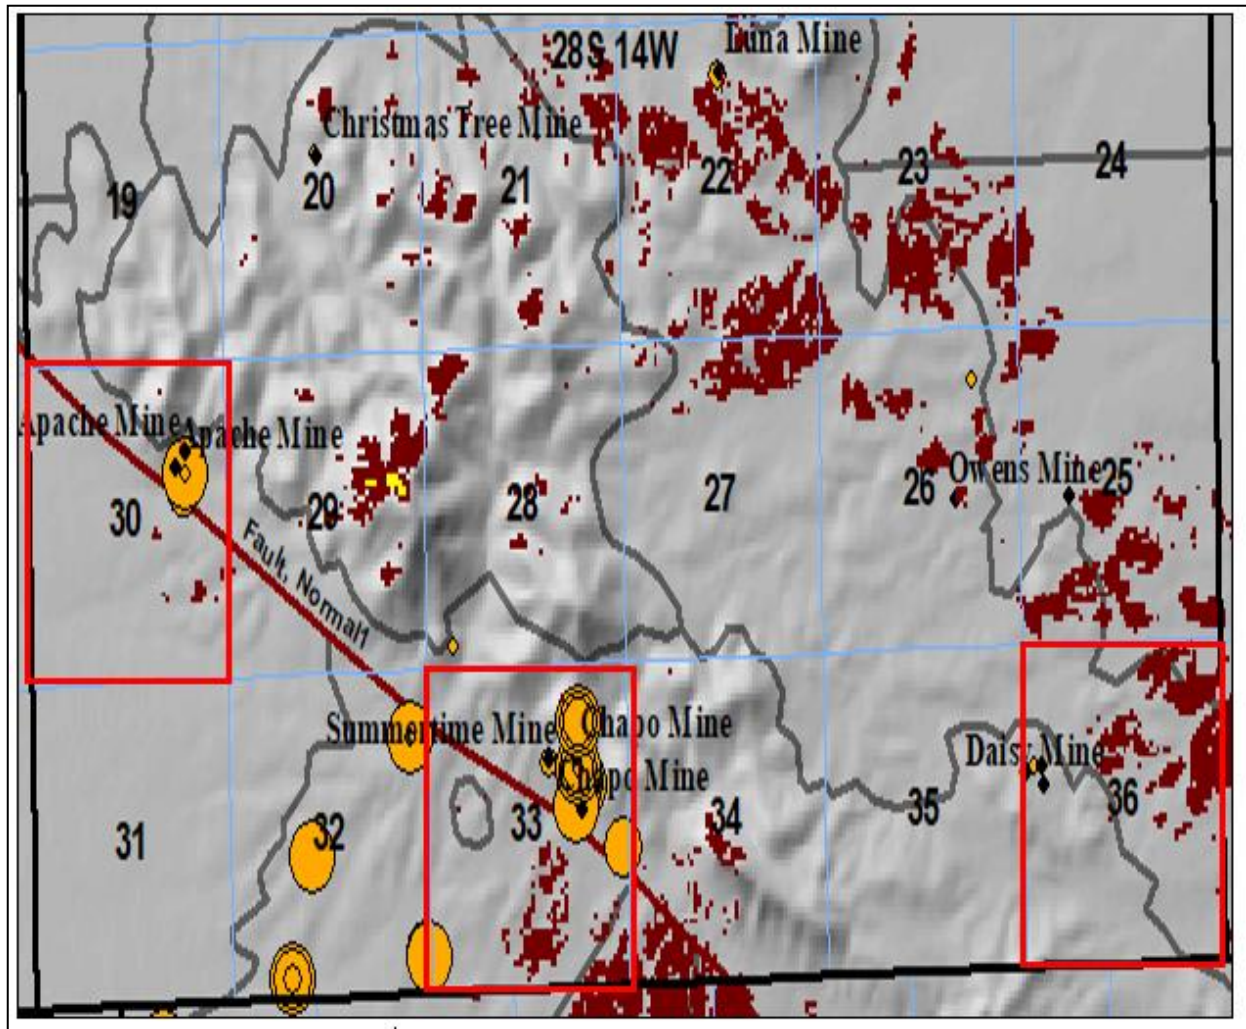 28S 14W
Luna Mine
Christmas Tree Mine
19
20
21
22
23
24
Apache Mine
Apache Mine
30
29
28
27
26
Owens Mine
25
Fault, Normal1
Summertime Mine
Chapo Mine
Chapo Mine
Daisy Mine
31
32
33
34
35
36